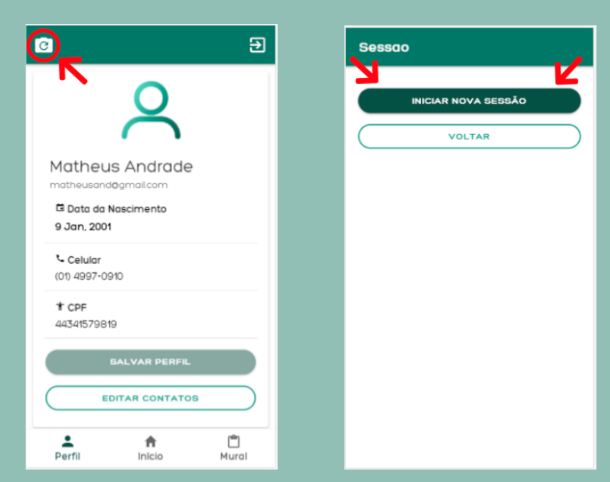 Matheus Andrade
matheusand@gmail.com
Data da Nascimento
9 Jan, 2001
Celular
(01) 4997-0910
CPF
44341579819
SALVAR PERFIL
EDITAR CONTATOS
Perfil
Início
Mural
Sessao
INICIAR NOVA SESSÃO
VOLTAR